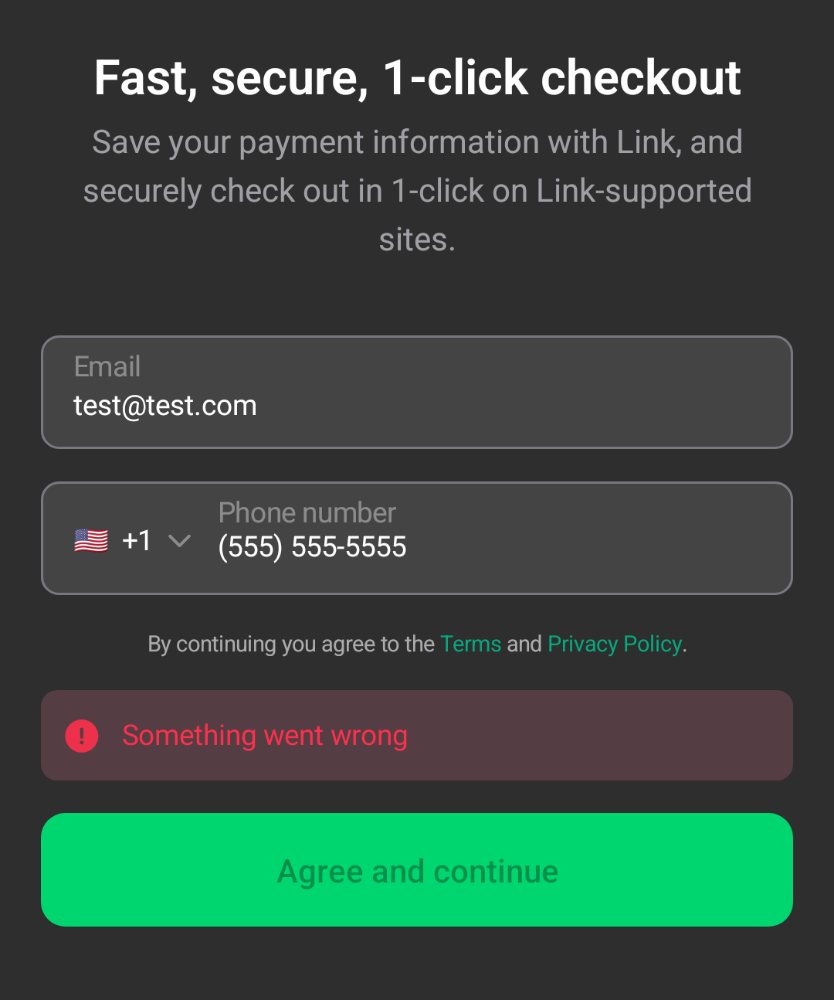 Fast, secure, 1-click checkout
Save your payment information with Link, and
securely check out in 1-click on Link-supported
sites.
Email
test@test.com
Phone number
+1 (555) 555-5555
By continuing you agree to the Terms and Privacy Policy.
! Something went wrong
Agree and continue